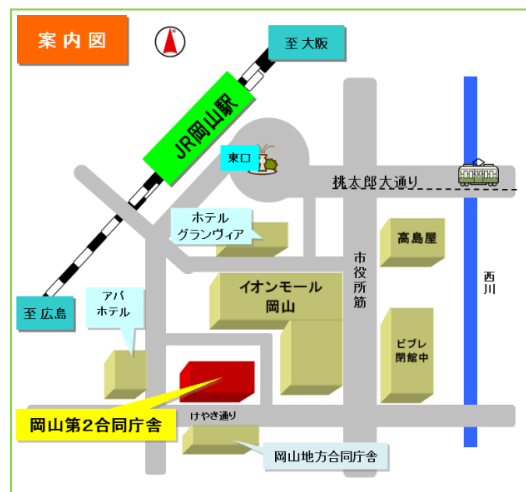 案内図
至大阪
JR岡山駅
東口
桃太郎大通り
ホテル
グランヴィア
高島屋
市役所筋
西川
イオンモール
岡山
アパ
ホテル
至広島
ビブレ
閉館中
けやき通り
岡山第2合同庁舎
岡山地方合同庁舎